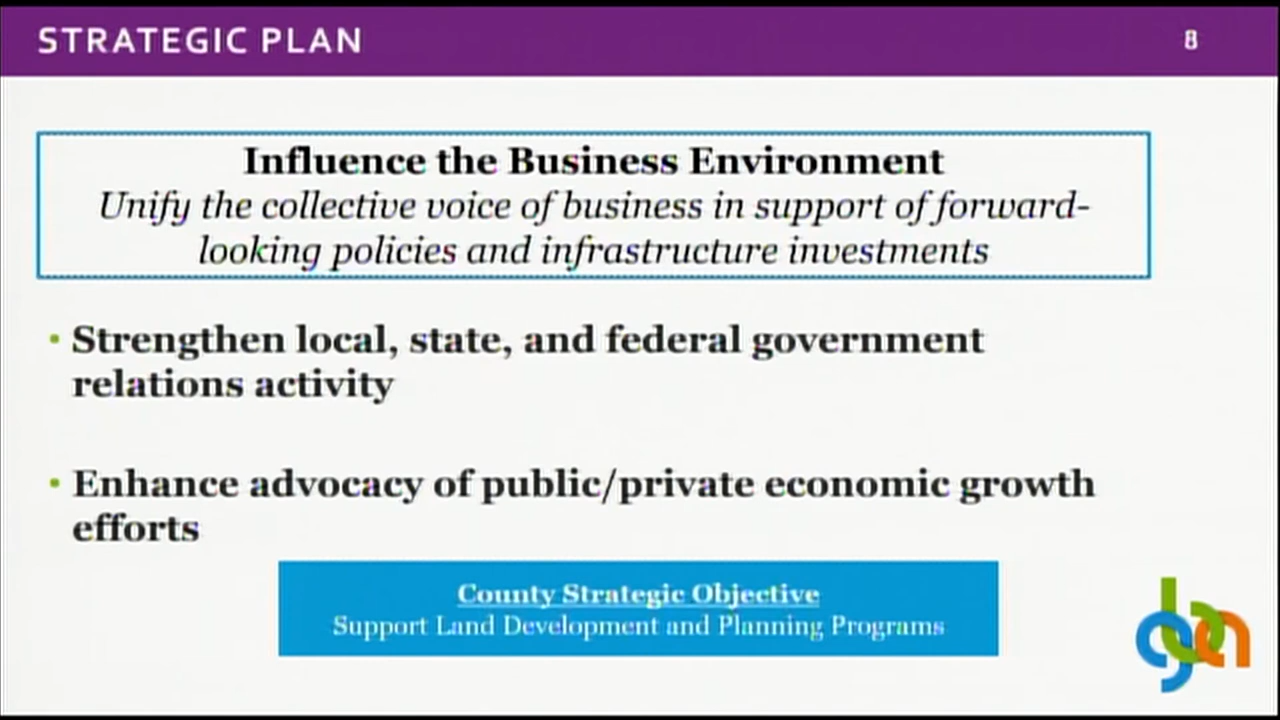 STRATEGIC PLAN
8
Influence the Business Environment
Unify the collective voice of business in support of forward-
looking policies and infrastructure investments
• Strengthen local, state, and federal government
relations activity
• Enhance advocacy of public/private economic growth
efforts
County Strategic Objective
Support Land Development and Planning Programs
gba